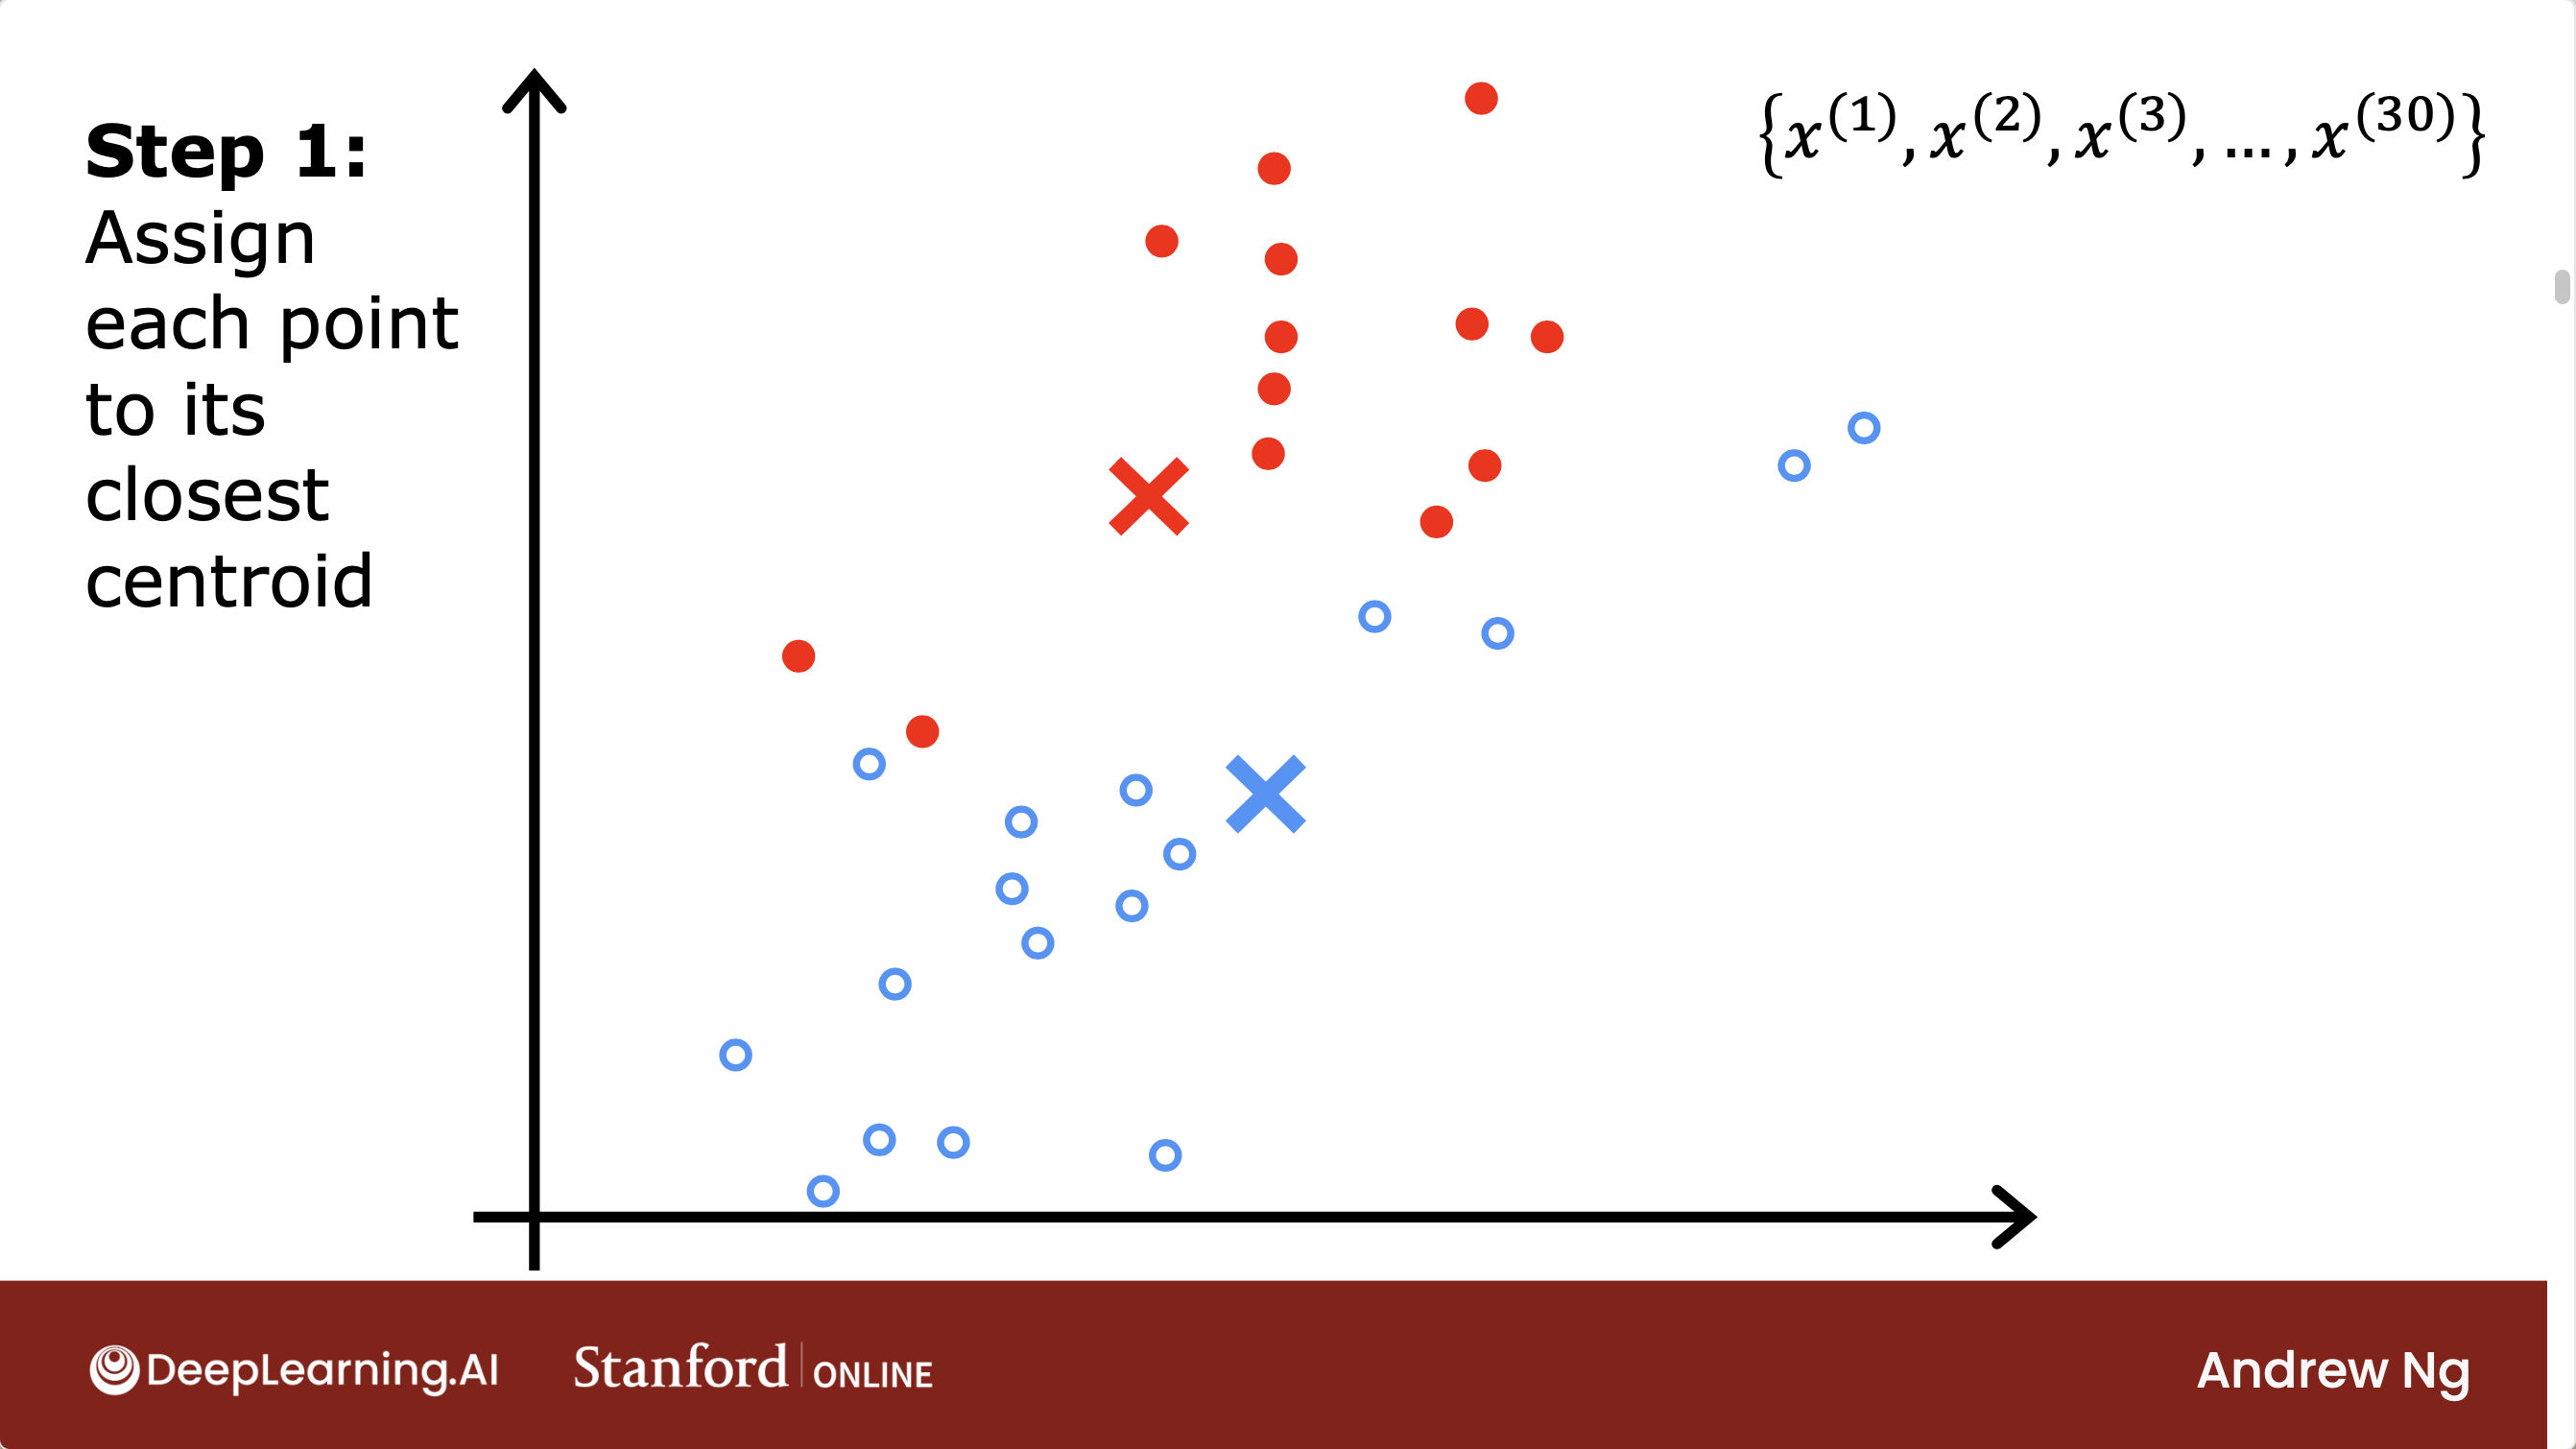 Step 1:
Assign
each point
to its
closest
centroid
{x^(1), x^(2), x^(3), ..., x^(30)}
DeepLearning.AI
Stanford | ONLINE
Andrew Ng